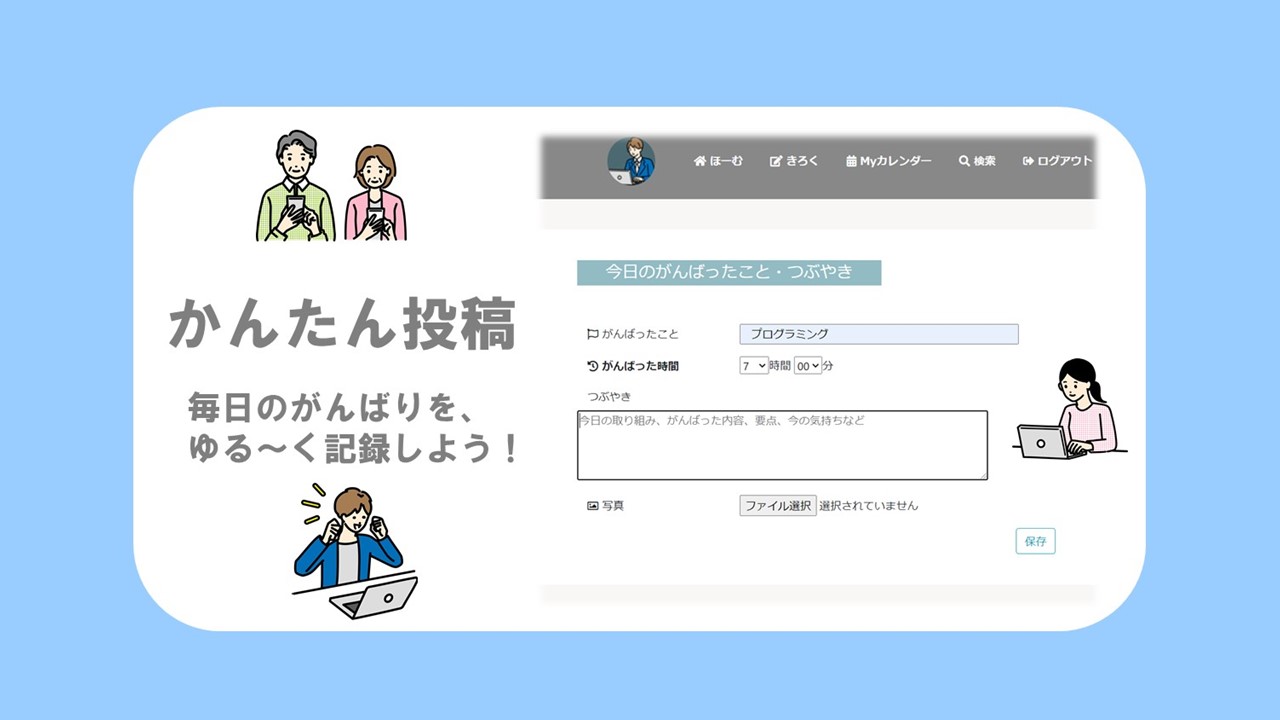 かんたん投稿
毎日のがんばりを、
ゆる～く記録しよう！
ほーむ きろく Myカレンダー 検索 ログアウト
今日のがんばったこと・つぶやき
がんばったこと プログラミング
がんばった時間 7 時間 00 分
つぶやき
今日の取り組み、がんばった内容、要点、今の気持ちなど
写真 ファイル選択 選択されていません
保存